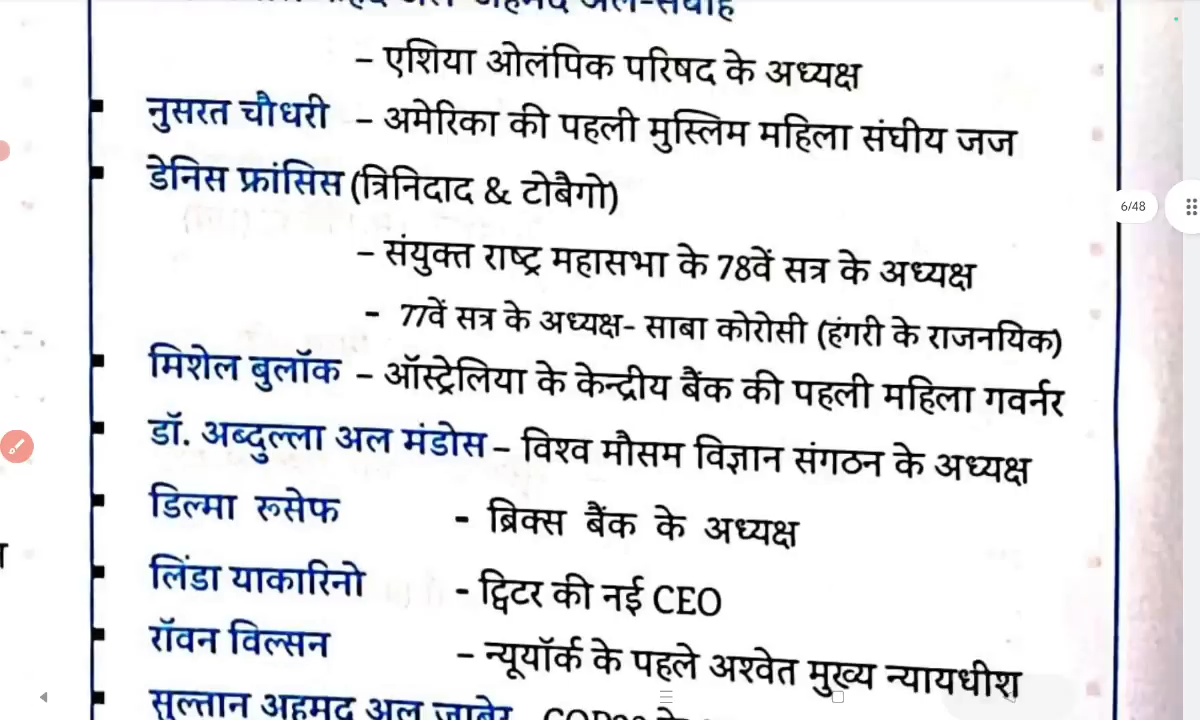 – एशिया ओलंपिक परिषद के अध्यक्ष
नुसरत चौधरी – अमेरिका की पहली मुस्लिम महिला संघीय जज
डेनिस फ्रांसिस (त्रिनिदाद & टोबैगो)
6/48
– संयुक्त राष्ट्र महासभा के 78वें सत्र के अध्यक्ष
- 77वें सत्र के अध्यक्ष- साबा कोरोसी (हंगरी के राजनयिक)
मिशेल बुलॉक – ऑस्ट्रेलिया के केन्द्रीय बैंक की पहली महिला गवर्नर
डॉ. अब्दुल्ला अल मंडोस – विश्व मौसम विज्ञान संगठन के अध्यक्ष
डिल्मा रूसेफ - ब्रिक्स बैंक के अध्यक्ष
लिंडा याकारिनो - ट्विटर की नई CEO
रॉवन विल्सन – न्यूयॉर्क के पहले अश्वेत मुख्य न्यायधीश
सुल्तान अहमद अल जाबेर